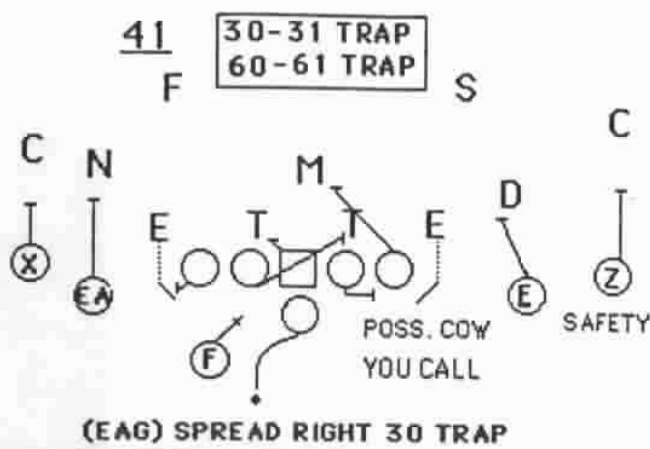 41
30-31 TRAP
60-61 TRAP
F S
C
C N
M
D
E T T E
X
EA
E
Z
F
SAFETY
POSS. COW
YOU CALL
(EAG) SPREAD RIGHT 30 TRAP